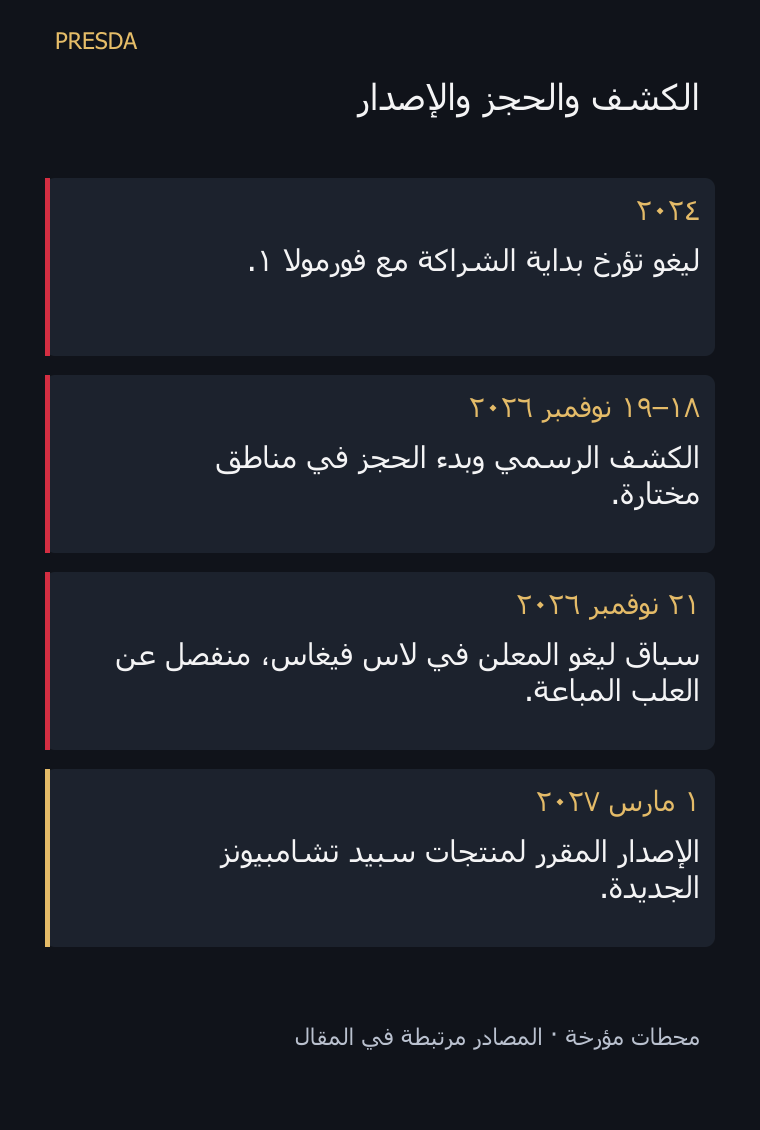 PRESDA
الكشف والحجز والإصدار
٢٠٢٤
ليغو تؤرخ بداية الشراكة مع فورمولا ١.
١٨–١٩ نوفمبر ٢٠٢٦
الكشف الرسمي وبدء الحجز في مناطق
مختارة.
٢١ نوفمبر ٢٠٢٦
سباق ليغو المعلن في لاس فيغاس، منفصل عن
العلب المباعة.
١ مارس ٢٠٢٧
الإصدار المقرر لمنتجات سبيد تشامبيونز
الجديدة.
محطات مؤرخة · المصادر مرتبطة في المقال